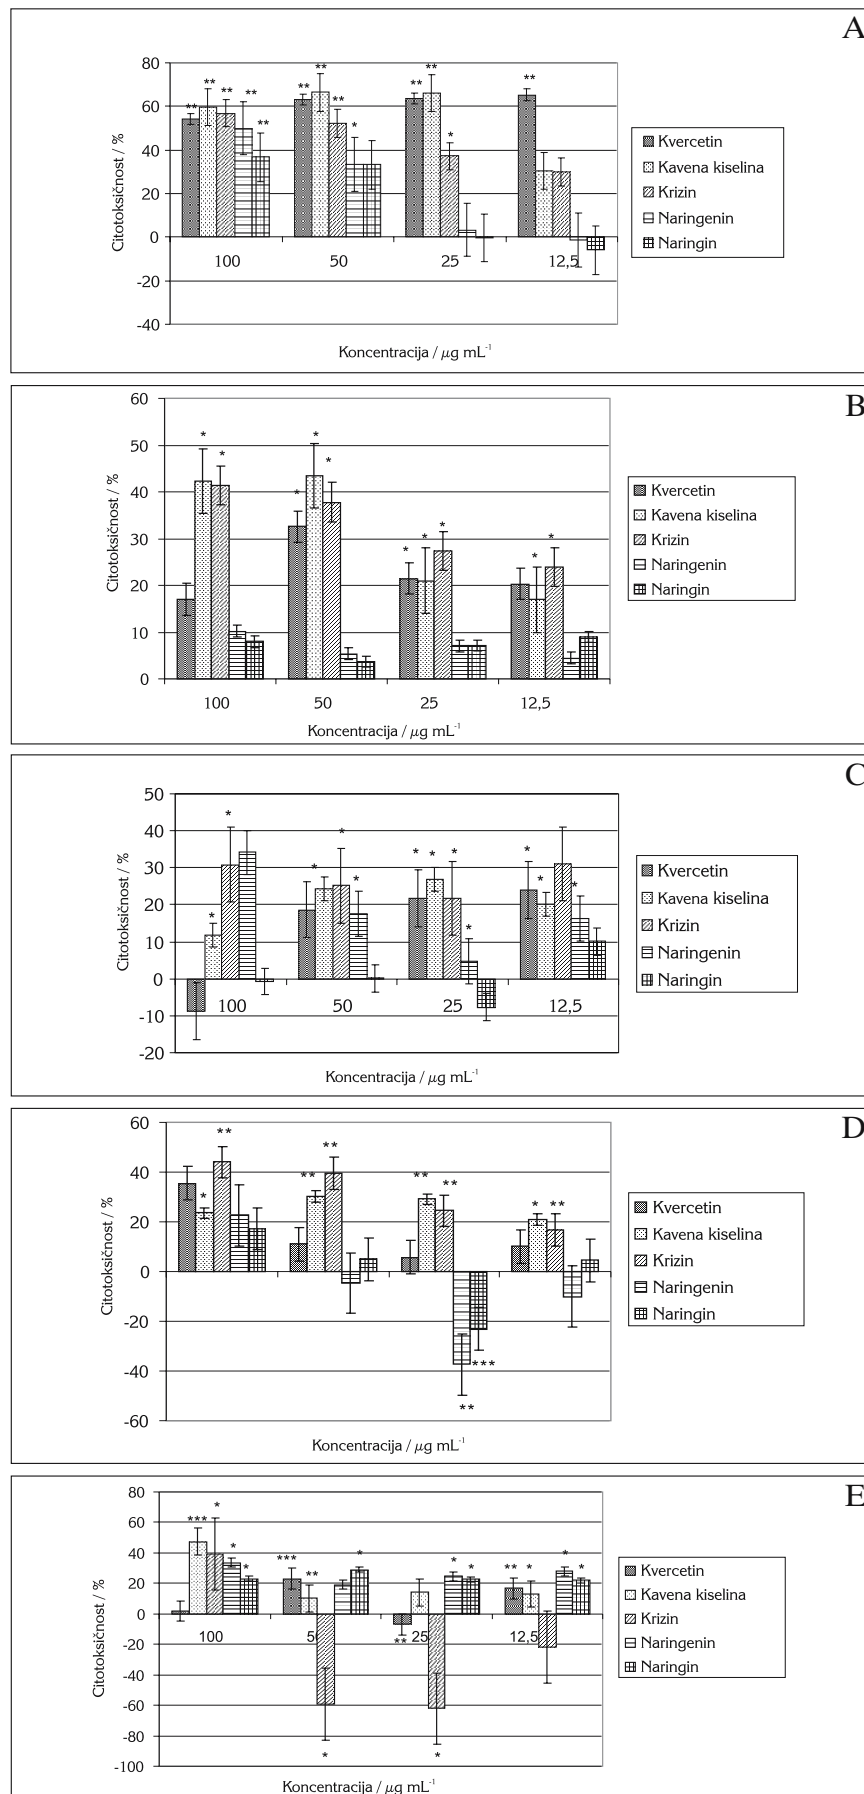 A
80
60
40
20
0
-20
-40
Citotoksičnost / %
** ** ** ** **
** ** ** *
** ** *
**
100 50 25 12,5
Koncentracija / µg mL-1
Kvercetin
Kavena kiselina
Krizin
Naringenin
Naringin
B
60
50
40
30
20
10
0
Citotoksičnost / %
* *
* * *
* * *
* *
100 50 25 12,5
Koncentracija / µg mL-1
Kvercetin
Kavena kiselina
Krizin
Naringenin
Naringin
C
50
40
30
20
10
0
-10
-20
Citotoksičnost / %
* *
* * *
* * * *
* * *
100 50 25 12,5
Koncentracija / µg mL-1
Kvercetin
Kavena kiselina
Krizin
Naringenin
Naringin
D
60
40
20
0
-20
-40
-60
Citotoksičnost / %
* **
** **
** ** ** ***
* **
Koncentracija / µg mL-1
Kvercetin
Kavena kiselina
Krizin
Naringenin
Naringin
E
80
60
40
20
0
-20
-40
-60
-80
-100
Citotoksičnost / %
*** * * *
*** ** * *
** * * *
** * * *
100 50 25 12,5
Koncentracija / µg mL-1
Kvercetin
Kavena kiselina
Krizin
Naringenin
Naringin